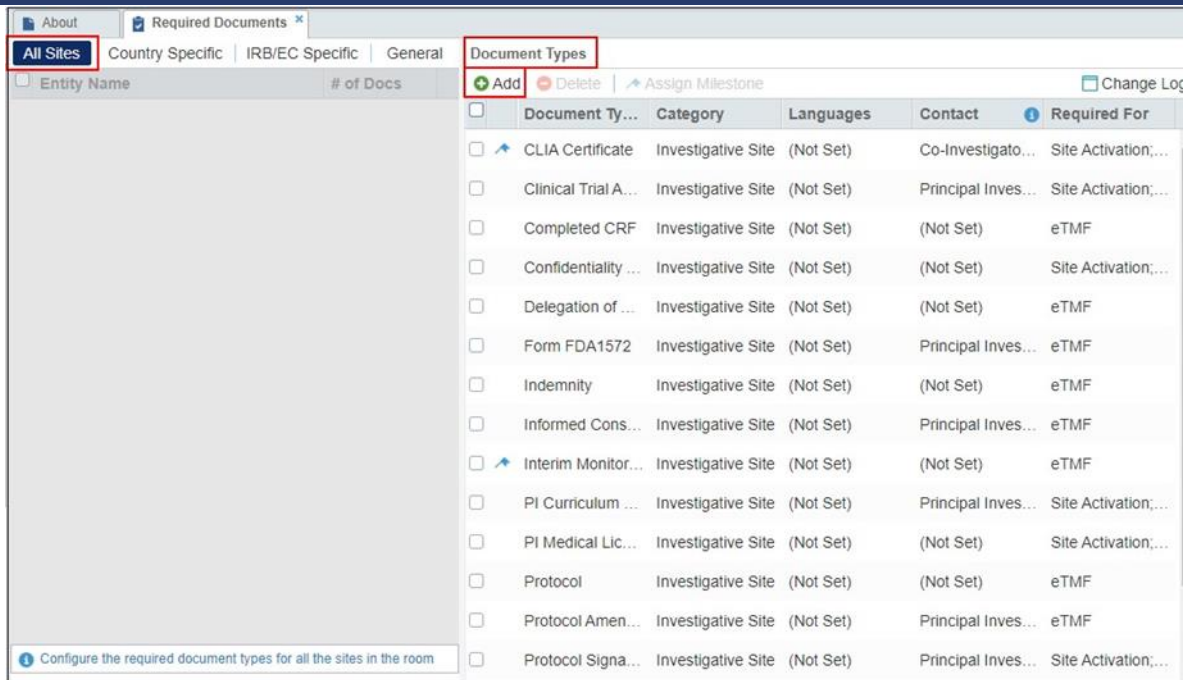 About Required Documents
All Sites Country Specific IRB/EC Specific General Document Types
Entity Name # of Docs Add Delete Assign Milestone Change Log
Document Ty... Category Languages Contact Required For
CLIA Certificate Investigative Site (Not Set) Co-Investigato... Site Activation;...
Clinical Trial A... Investigative Site (Not Set) Principal Inves... Site Activation;...
Completed CRF Investigative Site (Not Set) (Not Set) eTMF
Confidentiality ... Investigative Site (Not Set) (Not Set) Site Activation;...
Delegation of ... Investigative Site (Not Set) (Not Set) eTMF
Form FDA1572 Investigative Site (Not Set) Principal Inves... eTMF
Indemnity Investigative Site (Not Set) (Not Set) eTMF
Informed Cons... Investigative Site (Not Set) Principal Inves... eTMF
Interim Monitor... Investigative Site (Not Set) (Not Set) eTMF
PI Curriculum ... Investigative Site (Not Set) Principal Inves... Site Activation;...
PI Medical Lic... Investigative Site (Not Set) (Not Set) Site Activation;...
Protocol Investigative Site (Not Set) (Not Set) eTMF
Protocol Amen... Investigative Site (Not Set) Principal Inves... eTMF
Configure the required document types for all the sites in the room Protocol Signa... Investigative Site (Not Set) Principal Inves... Site Activation;...